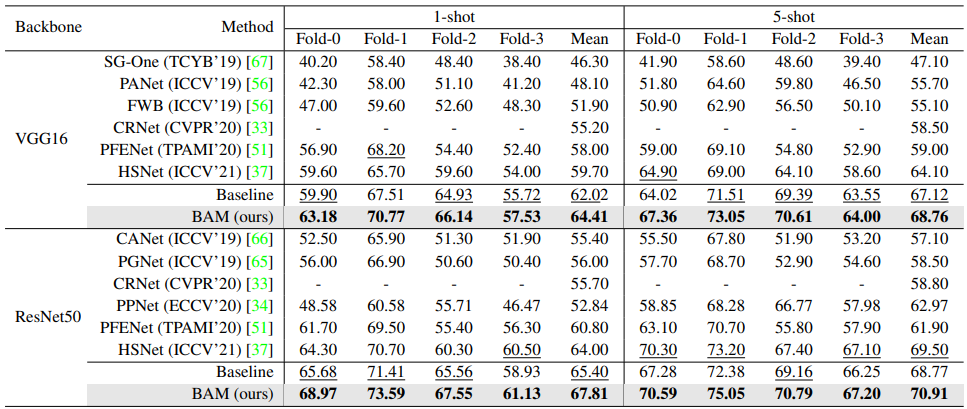 Backbone Method 1-shot 5-shot
Fold-0 Fold-1 Fold-2 Fold-3 Mean Fold-0 Fold-1 Fold-2 Fold-3 Mean
VGG16
SG-One (TCYB'19) [67] 40.20 58.40 48.40 38.40 46.30 41.90 58.60 48.60 39.40 47.10
PANet (ICCV'19) [56] 42.30 58.00 51.10 41.20 48.10 51.80 64.60 59.80 46.50 55.70
FWB (ICCV'19) [56] 47.00 59.60 52.60 48.30 51.90 50.90 62.90 56.50 50.10 55.10
CRNet (CVPR'20) [33] - - - - 55.20 - - - - 58.50
PFENet (TPAMI'20) [51] 56.90 68.20 54.40 52.40 58.00 59.00 69.10 54.80 52.90 59.00
HSNet (ICCV'21) [37] 59.60 65.70 59.60 54.00 59.70 64.90 69.00 64.10 58.60 64.10
Baseline 59.90 67.51 64.93 55.72 62.02 64.02 71.51 69.39 63.55 67.12
BAM (ours) 63.18 70.77 66.14 57.53 64.41 67.36 73.05 70.61 64.00 68.76
ResNet50
CANet (ICCV'19) [66] 52.50 65.90 51.30 51.90 55.40 55.50 67.80 51.90 53.20 57.10
PGNet (ICCV'19) [65] 56.00 66.90 50.60 50.40 56.00 57.70 68.70 52.90 54.60 58.50
CRNet (CVPR'20) [33] - - - - 55.70 - - - - 58.80
PPNet (ECCV'20) [34] 48.58 60.58 55.71 46.47 52.84 58.85 68.28 66.77 57.98 62.97
PFENet (TPAMI'20) [51] 61.70 69.50 55.40 56.30 60.80 63.10 70.70 55.80 57.90 61.90
HSNet (ICCV'21) [37] 64.30 70.70 60.30 60.50 64.00 70.30 73.20 67.40 67.10 69.50
Baseline 65.68 71.41 65.56 58.93 65.40 67.28 72.38 69.16 66.25 68.77
BAM (ours) 68.97 73.59 67.55 61.13 67.81 70.59 75.05 70.79 67.20 70.91